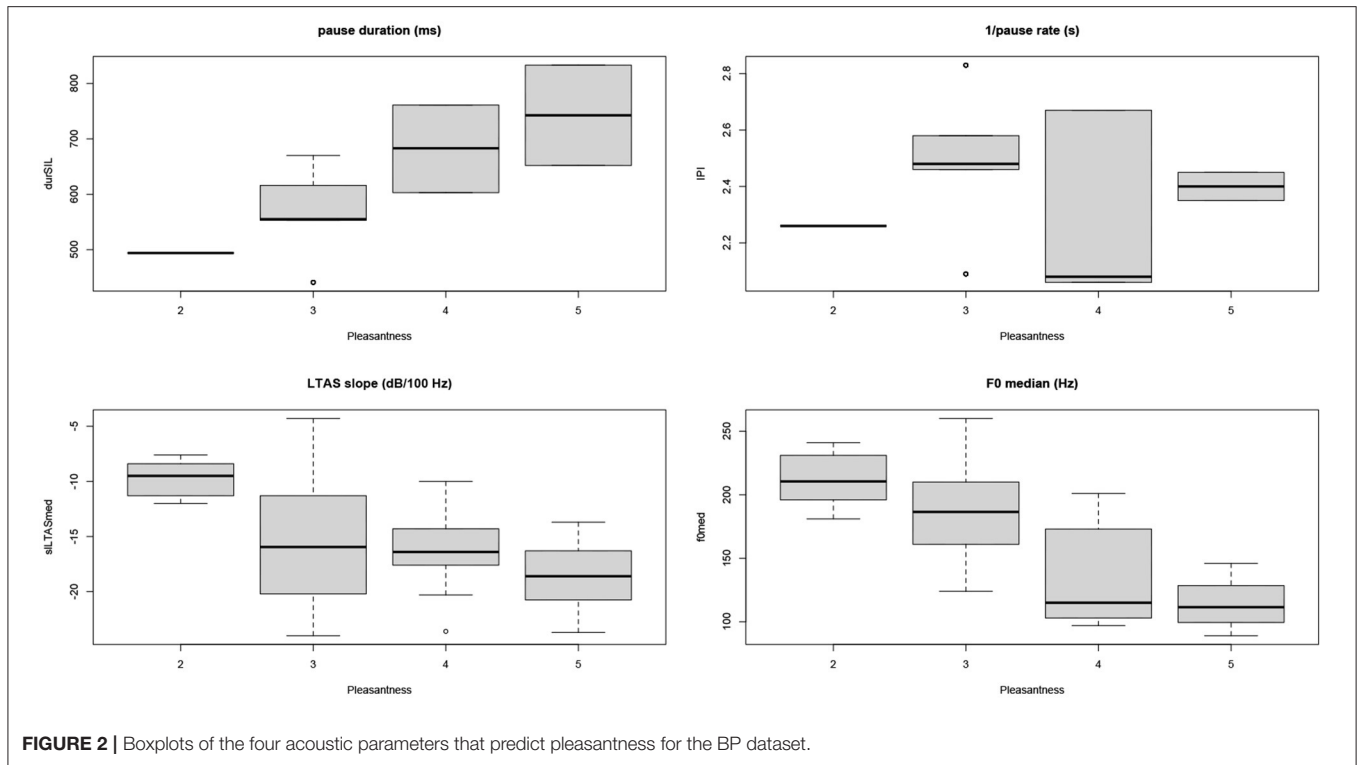 pause duration (ms)
durSIL
800
700
600
500
2 3 4 5
Pleasantness
1/pause rate (s)
IPI
2.8
2.6
2.4
2.2
2 3 4 5
Pleasantness
LTAS slope (dB/100 Hz)
slLTASmed
-5
-10
-15
-20
2 3 4 5
Pleasantness
F0 median (Hz)
f0med
250
200
150
100
2 3 4 5
Pleasantness
FIGURE 2 | Boxplots of the four acoustic parameters that predict pleasantness for the BP dataset.